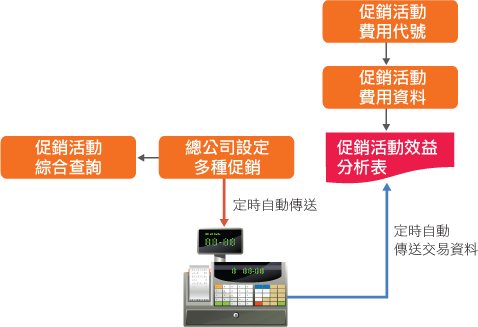 促銷活動
費用代號
促銷活動
費用資料
促銷活動
綜合查詢
總公司設定
多種促銷
促銷活動效益
分析表
定時自動傳送
定時自動
傳送交易資料